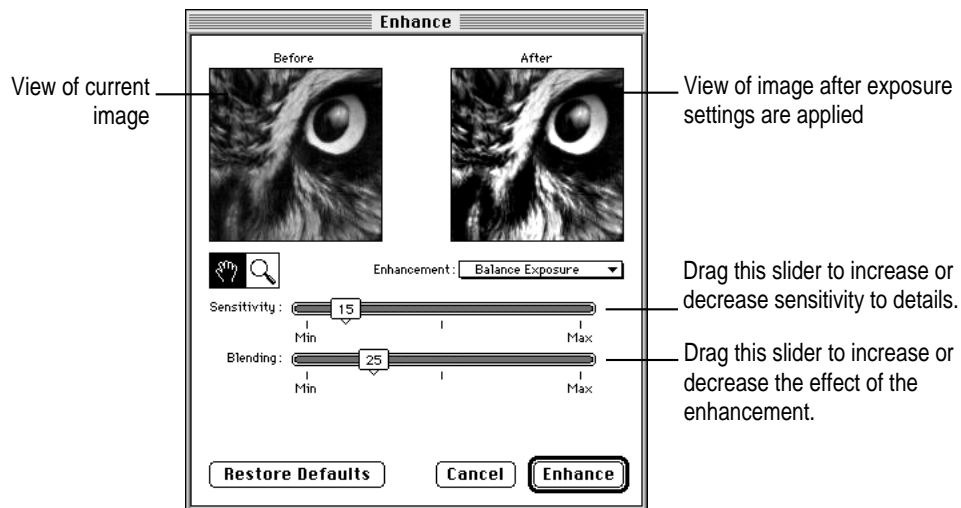 Enhance
Before
After
View of current
image
View of image after exposure
settings are applied
Enhancement: Balance Exposure
Sensitivity: 15
Min
Max
Drag this slider to increase or
decrease sensitivity to details.
Blending: 25
Min
Max
Drag this slider to increase or
decrease the effect of the
enhancement.
Restore Defaults
Cancel
Enhance